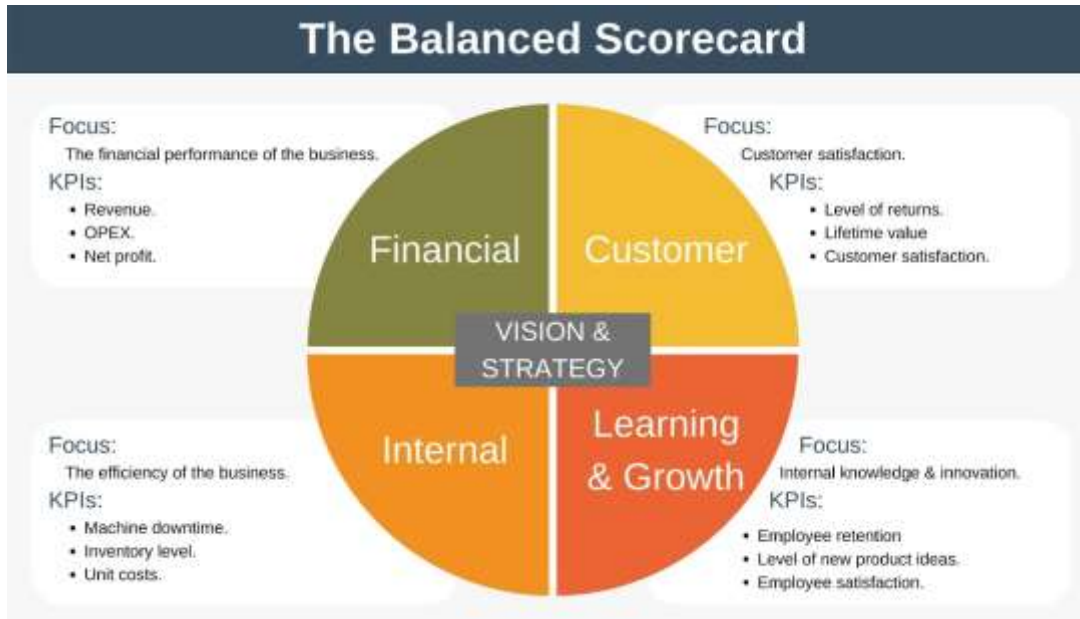 The Balanced Scorecard
Focus:
The financial performance of the business.
KPIs:
• Revenue.
• OPEX.
• Net profit.
Financial
Customer
Focus:
Customer satisfaction.
KPIs:
• Level of returns.
• Lifetime value
• Customer satisfaction.
VISION &
STRATEGY
Focus:
The efficiency of the business.
KPIs:
• Machine downtime.
• Inventory level.
• Unit costs.
Internal
Learning
& Growth
Focus:
Internal knowledge & innovation.
KPIs:
• Employee retention
• Level of new product ideas.
• Employee satisfaction.